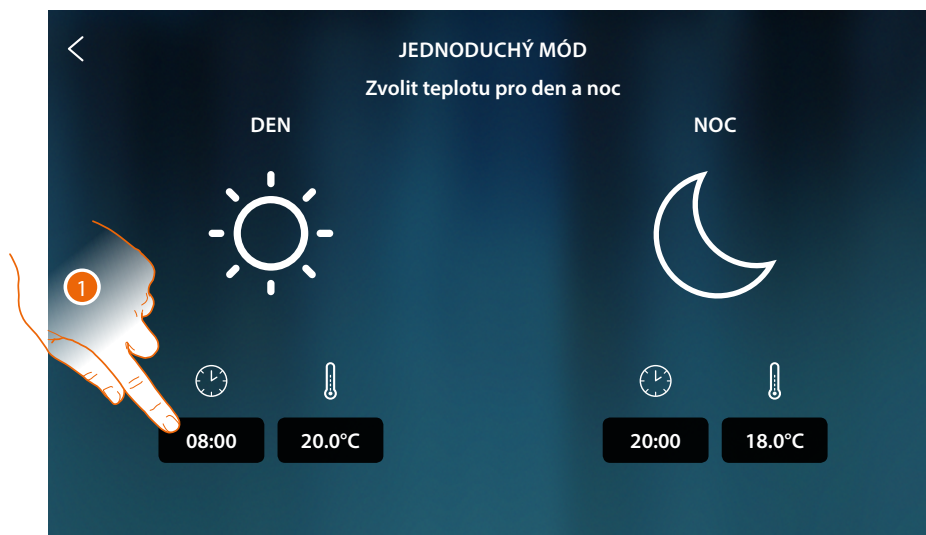 JEDNODUCHÝ MÓD
Zvolit teplotu pro den a noc
DEN
NOC
1
08:00
20.0°C
20:00
18.0°C